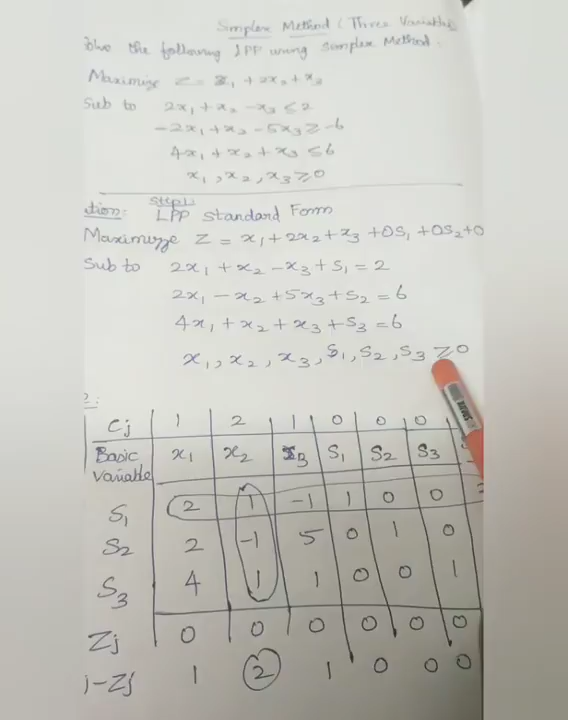 Simplex Method (Three Variable)
the following LPP using simplex Method:
Maximize Z = x₁ + 2x₂ + x₃
Sub to 2x₁ + x₂ - x₃ ≤ 2
-2x₁ + x₂ - 5x₃ ≥ -6
4x₁ + x₂ + x₃ ≤ 6
x₁, x₂, x₃ ≥ 0
ution: Step1: LPP Standard Form
Maximize Z = x₁ + 2x₂ + x₃ + 0S₁ + 0S₂ + 0
Sub to 2x₁ + x₂ - x₃ + S₁ = 2
2x₁ - x₂ + 5x₃ + S₂ = 6
4x₁ + x₂ + x₃ + S₃ = 6
x₁, x₂, x₃, S₁, S₂, S₃ ≥ 0
Cj 1 2 1 0 0 0
Basic Variable x₁ x₂ x₃ S₁ S₂ S₃
S₁ 2 1 -1 1 0 0
S₂ 2 -1 5 0 1 0
S₃ 4 1 1 0 0 1
Zj 0 0 0 0 0 0
j-Zj 1 2 1 0 0 0